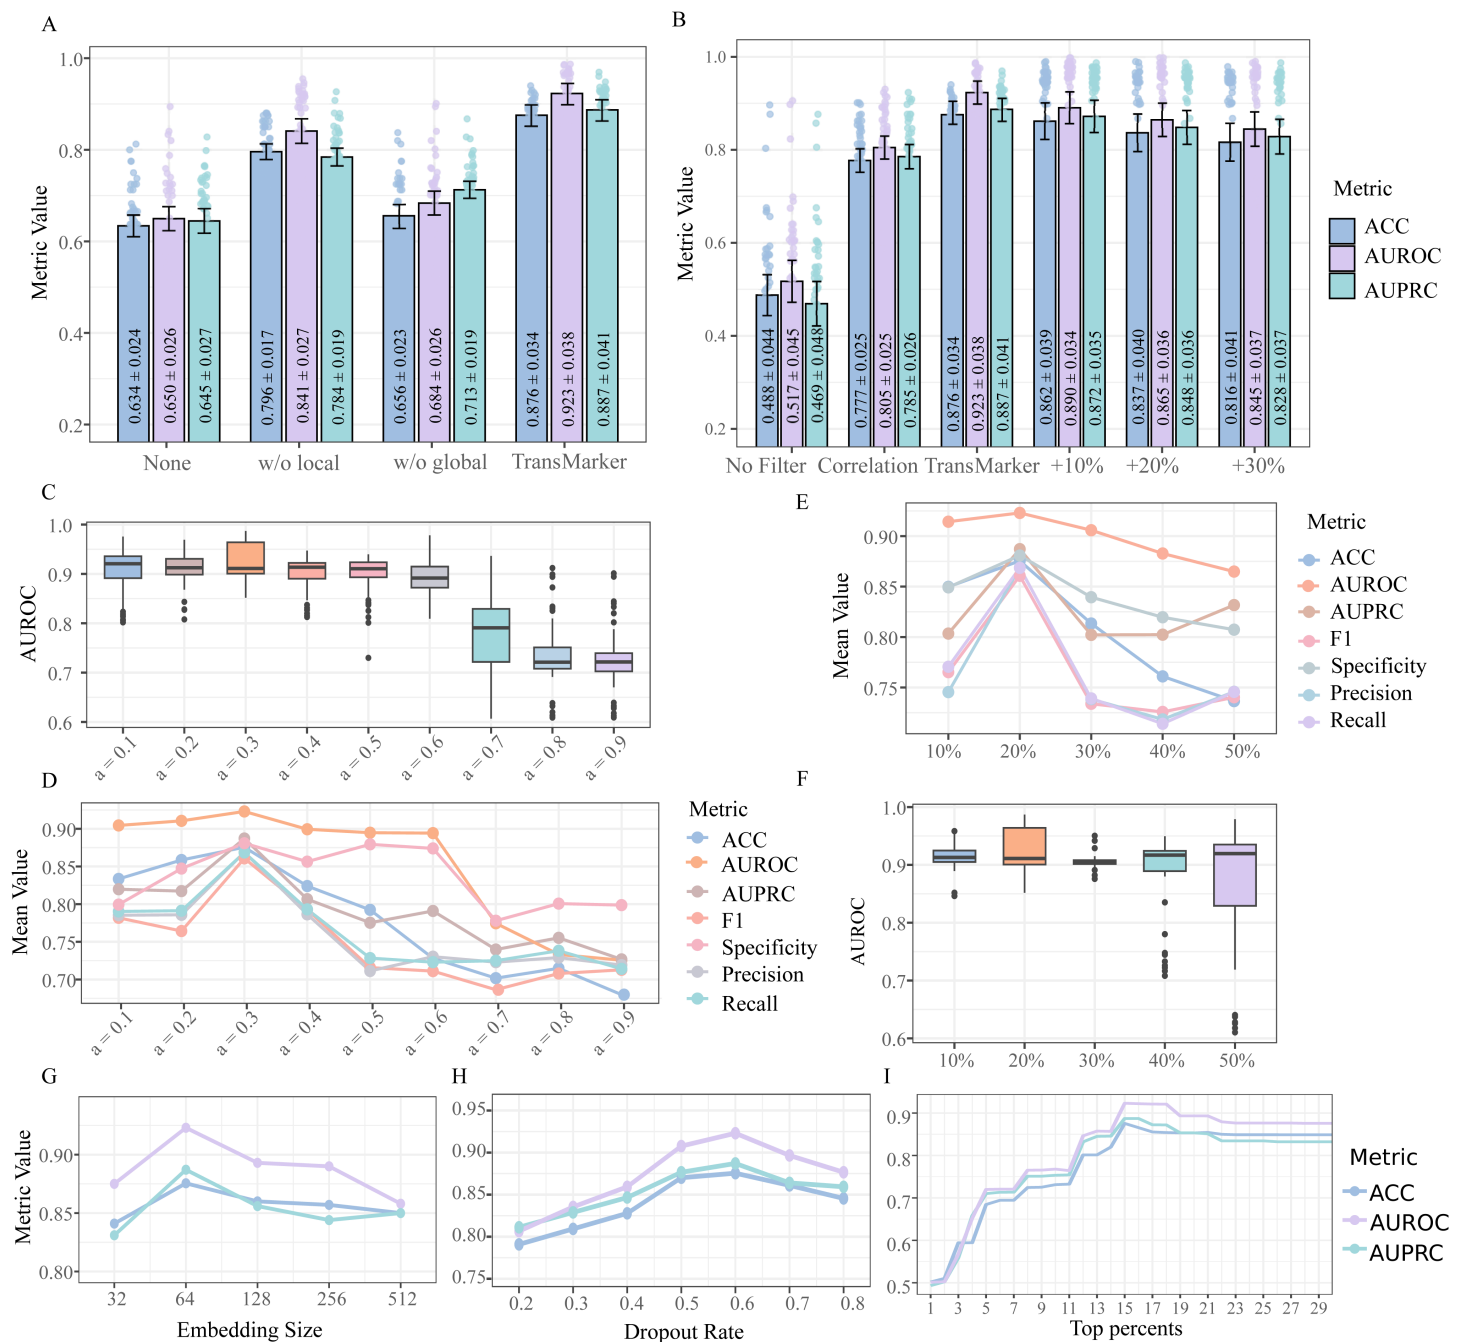 A
Metric Value
1.0
0.8
0.6
0.4
0.2
0.634 ± 0.024
0.650 ± 0.026
0.645 ± 0.027
0.796 ± 0.017
0.841 ± 0.027
0.784 ± 0.019
0.656 ± 0.023
0.684 ± 0.026
0.713 ± 0.019
0.876 ± 0.034
0.923 ± 0.038
0.887 ± 0.041
None
w/o local
w/o global
TransMarker
B
Metric Value
1.0
0.8
0.6
0.4
0.2
0.488 ± 0.044
0.517 ± 0.045
0.469 ± 0.048
0.777 ± 0.025
0.805 ± 0.025
0.785 ± 0.026
0.876 ± 0.034
0.923 ± 0.038
0.887 ± 0.041
0.862 ± 0.039
0.890 ± 0.034
0.872 ± 0.035
0.837 ± 0.040
0.865 ± 0.036
0.848 ± 0.036
0.816 ± 0.041
0.845 ± 0.037
0.828 ± 0.037
No Filter
Correlation
TransMarker
+10%
+20%
+30%
Metric
ACC
AUROC
AUPRC
C
AUROC
1.0
0.9
0.8
0.7
0.6
a = 0.1
a = 0.2
a = 0.3
a = 0.4
a = 0.5
a = 0.6
a = 0.7
a = 0.8
a = 0.9
E
Mean Value
0.90
0.85
0.80
0.75
10%
20%
30%
40%
50%
Metric
ACC
AUROC
AUPRC
F1
Specificity
Precision
Recall
D
Mean Value
0.90
0.85
0.80
0.75
0.70
a = 0.1
a = 0.2
a = 0.3
a = 0.4
a = 0.5
a = 0.6
a = 0.7
a = 0.8
a = 0.9
Metric
ACC
AUROC
AUPRC
F1
Specificity
Precision
Recall
F
AUROC
1.0
0.9
0.8
0.7
0.6
10%
20%
30%
40%
50%
G
Metric Value
0.90
0.85
0.80
32
64
128
256
512
Embedding Size
H
0.95
0.90
0.85
0.80
0.75
0.2
0.3
0.4
0.5
0.6
0.7
0.8
Dropout Rate
I
0.9
0.8
0.7
0.6
0.5
1
3
5
7
9
11
13
15
17
19
21
23
25
27
29
Top percents
Metric
ACC
AUROC
AUPRC